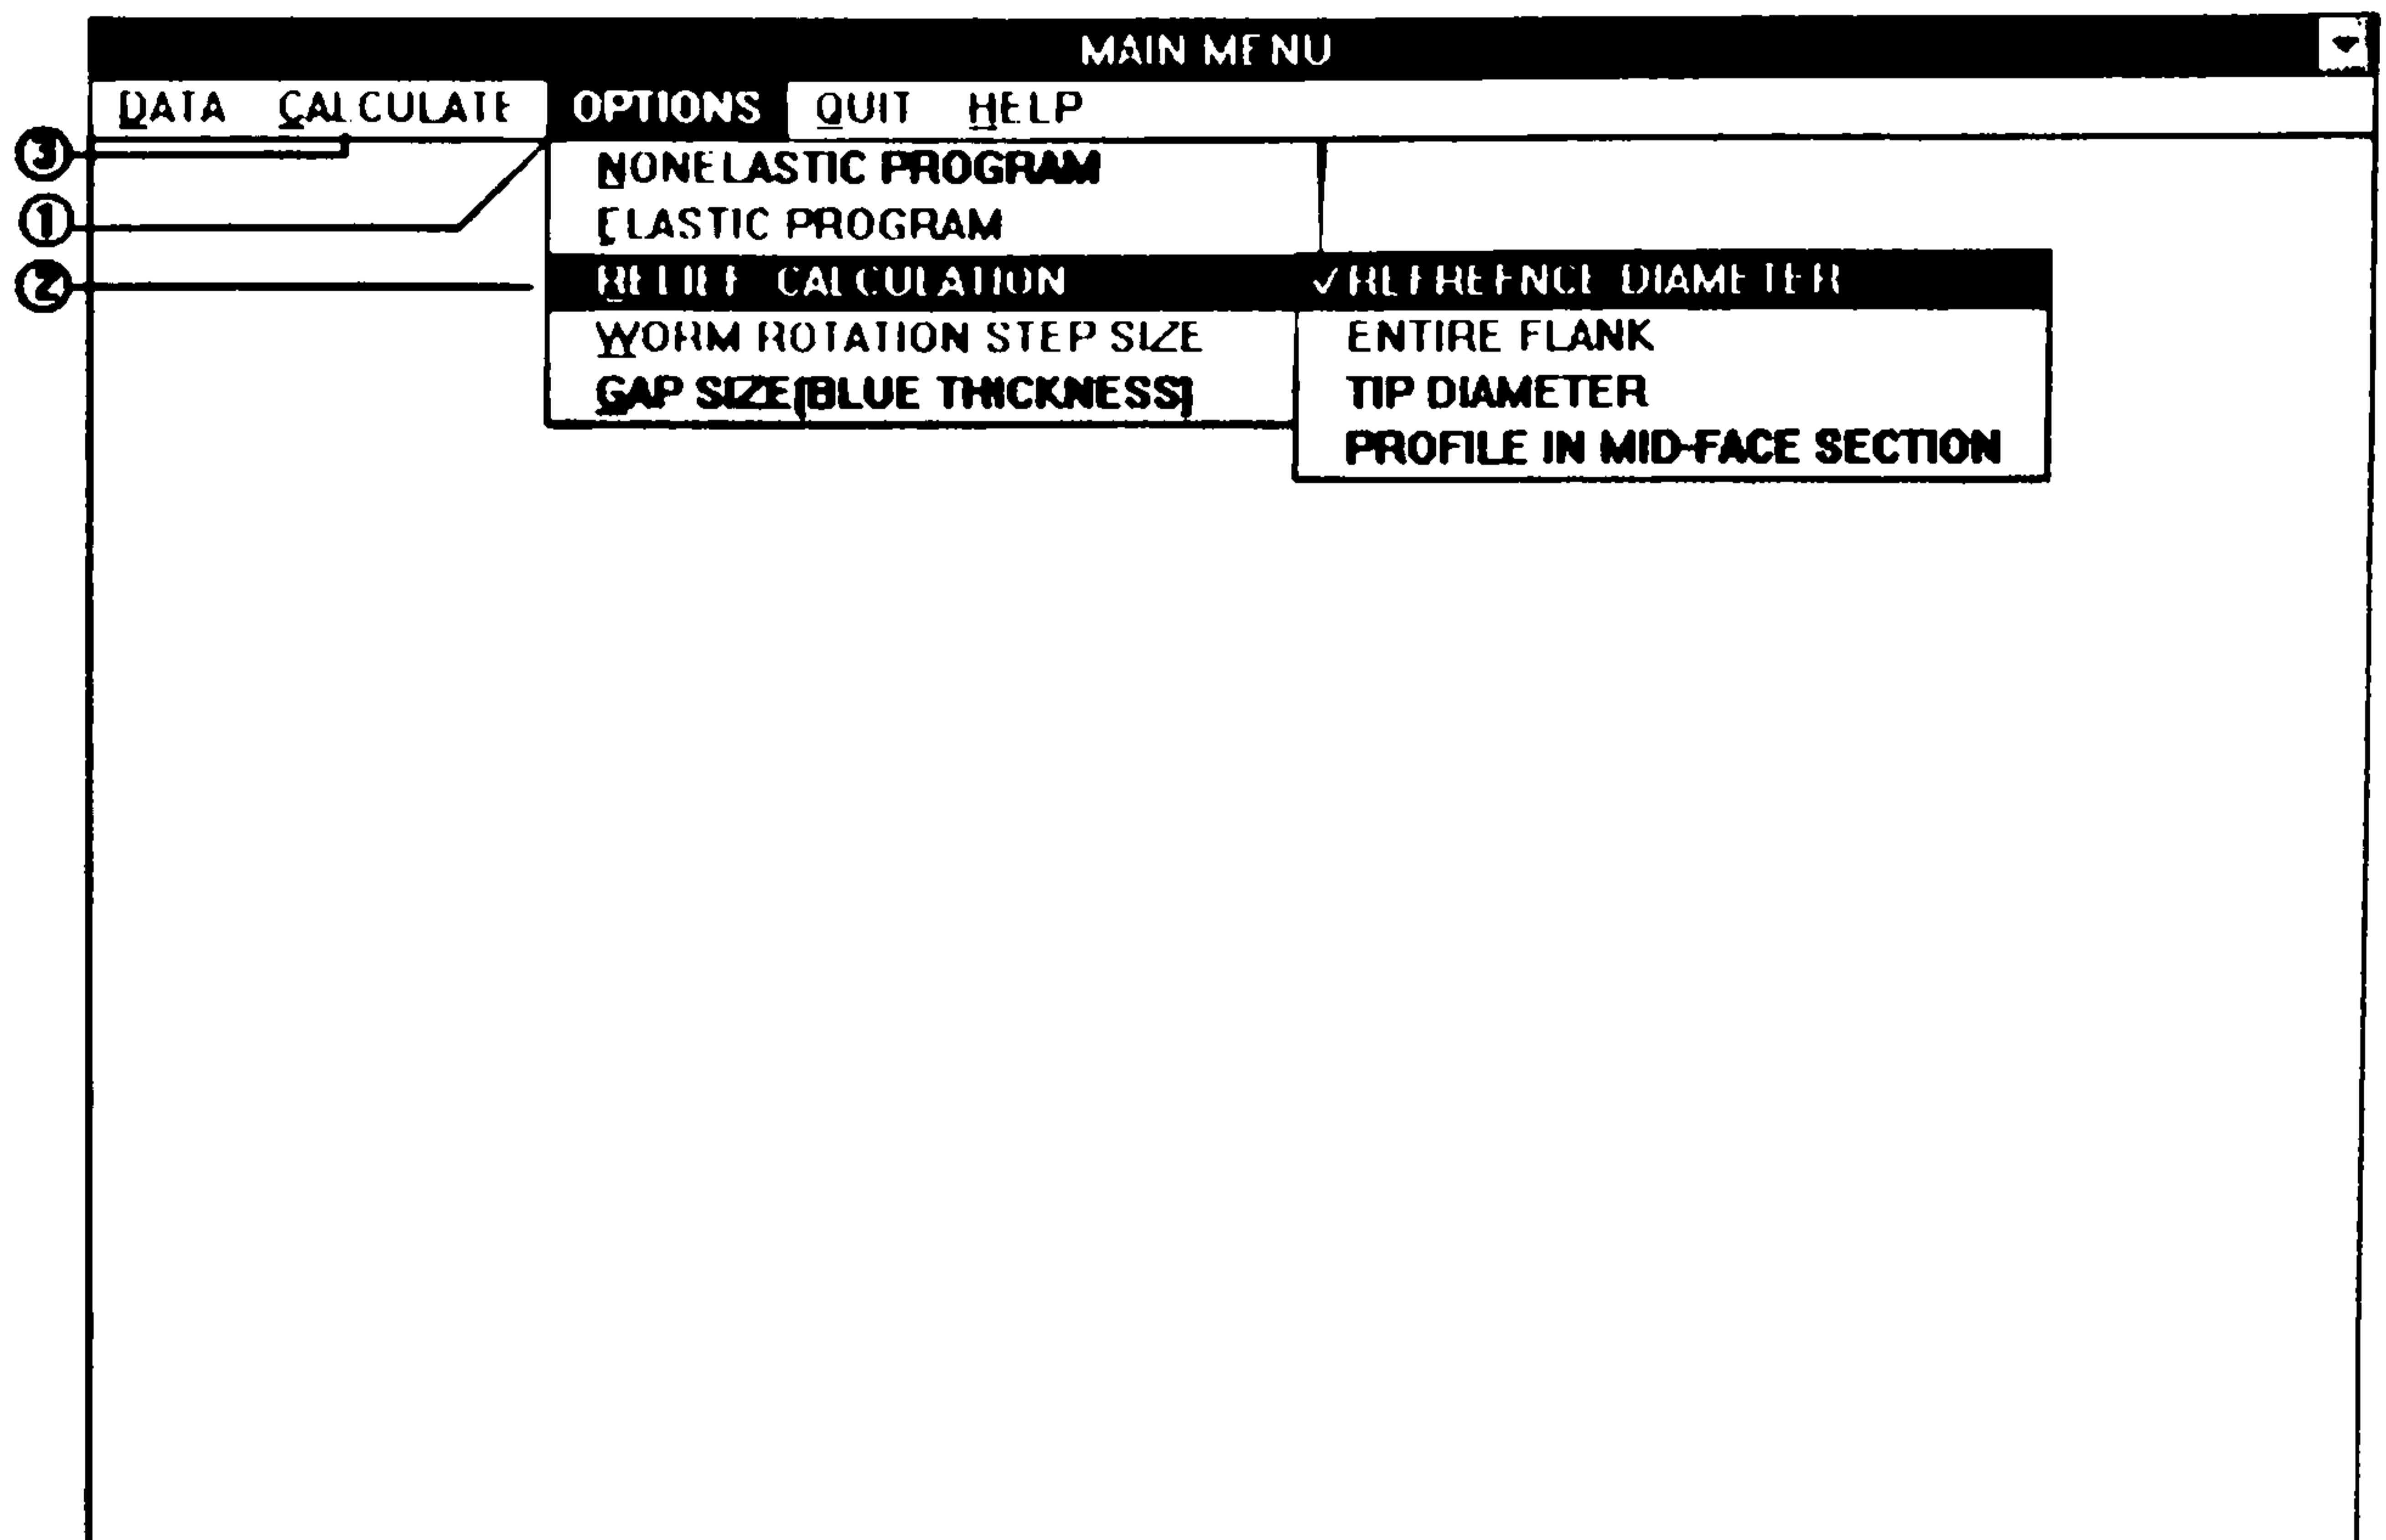 MAIN MENU
DATA CALCULATE OPTIONS QUIT HELP
3
NONELASTIC PROGRAM
1
ELASTIC PROGRAM
2
RELIEF CALCULATION ✓REFERENCE DIAMETER
WORM ROTATION STEP SIZE ENTIRE FLANK
GAP SIZE(BLUE THICKNESS) TIP DIAMETER
PROFILE IN MID-FACE SECTION